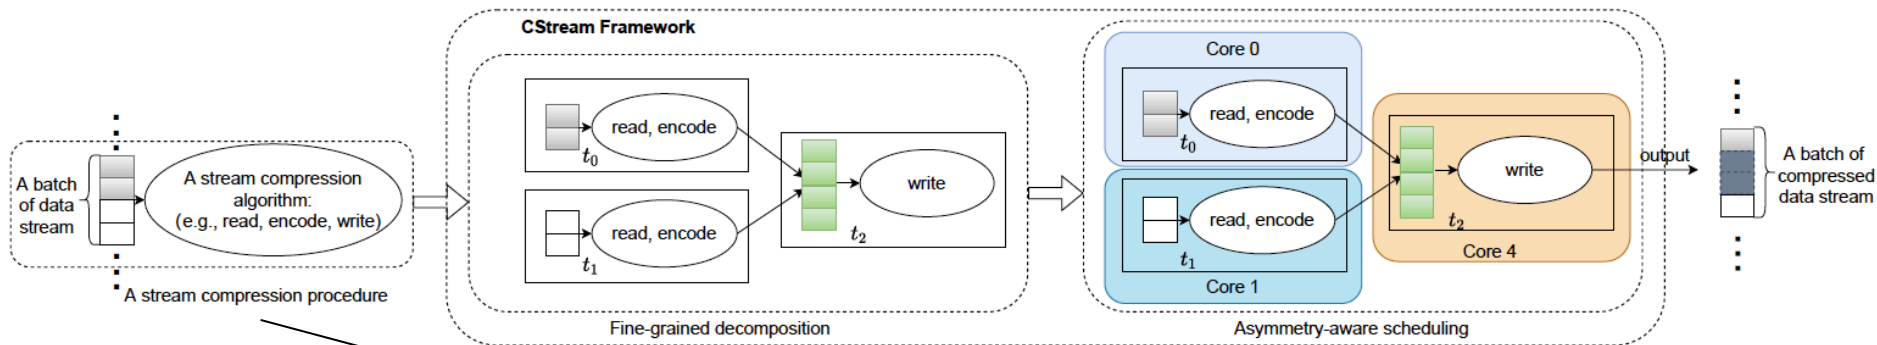 CStream Framework
A batch
of data
stream
A stream compression
algorithm:
(e.g., read, encode, write)
A stream compression procedure
read, encode
t0
read, encode
t1
write
t2
Fine-grained decomposition
Core 0
read, encode
t0
read, encode
t1
Core 1
write
t2
Core 4
Asymmetry-aware scheduling
output
A batch of
compressed
data stream